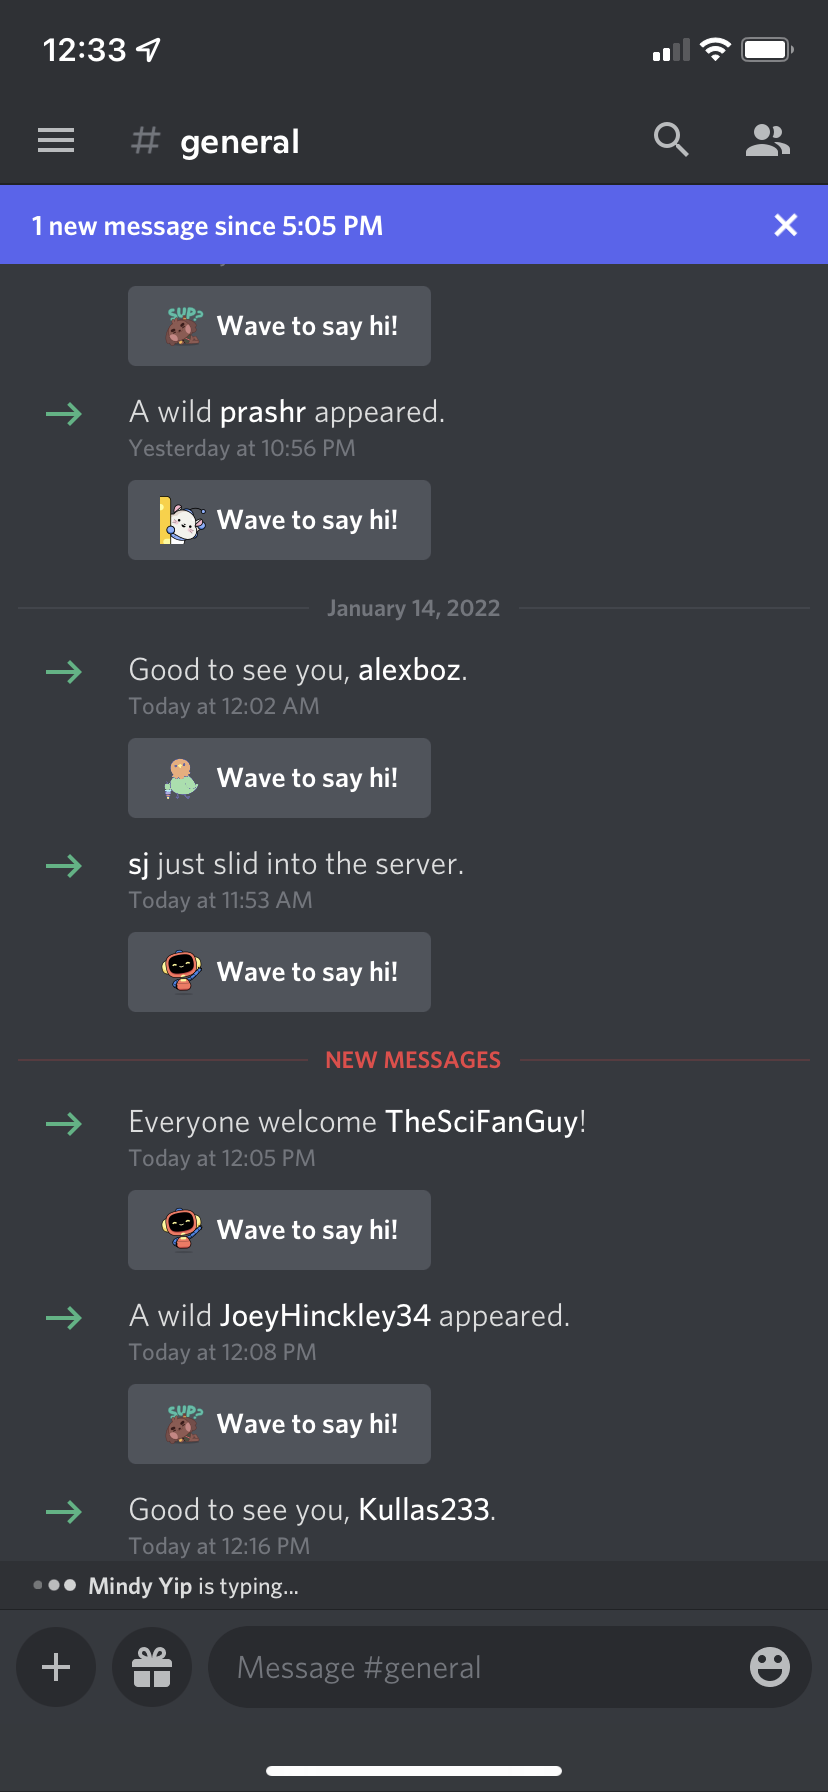 12:33
# general
1 new message since 5:05 PM
SUP? Wave to say hi!
A wild prashr appeared.
Yesterday at 10:56 PM
Wave to say hi!
January 14, 2022
Good to see you, alexboz.
Today at 12:02 AM
Wave to say hi!
sj just slid into the server.
Today at 11:53 AM
Wave to say hi!
NEW MESSAGES
Everyone welcome TheSciFanGuy!
Today at 12:05 PM
Wave to say hi!
A wild JoeyHinckley34 appeared.
Today at 12:08 PM
SUP? Wave to say hi!
Good to see you, Kullas233.
Today at 12:16 PM
Mindy Yip is typing...
Message #general